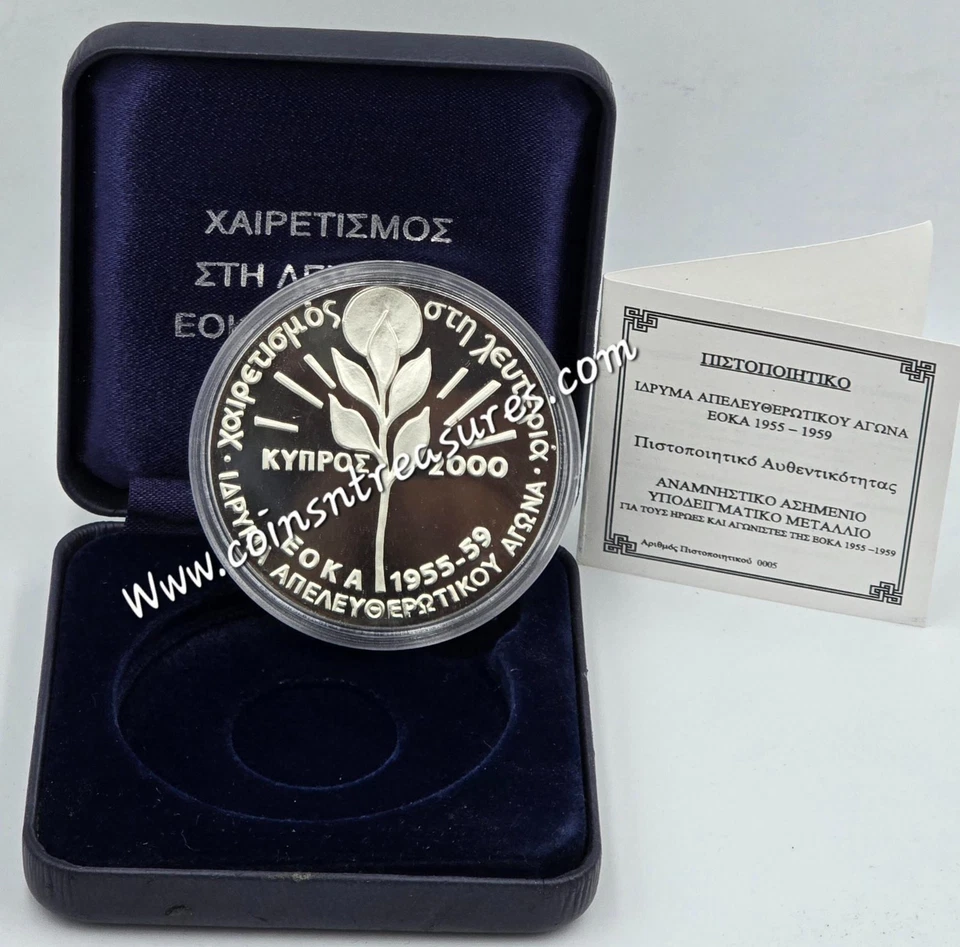 ΧΑΙΡΕΤΙΣΜΟΣ
ΣΤΗ
Χαιρετισμός στη λευτεριά
ΚΥΠΡΟΣ 2000
ΕΟΚΑ 1955-59
ΙΔΡΥΜΑ ΑΠΕΛΕΥΘΕΡΩΤΙΚΟΥ ΑΓΩΝΑ
www.coinsntreasures.com
ΠΙΣΤΟΠΟΙΗΤΙΚΟ
ΙΔΡΥΜΑ ΑΠΕΛΕΥΘΕΡΩΤΙΚΟΥ ΑΓΩΝΑ
ΕΟΚΑ 1955 – 1959
Πιστοποιητικό Αυθεντικότητας
ΑΝΑΜΝΗΣΤΙΚΟ ΑΣΗΜΕΝΙΟ
ΥΠΟΔΕΙΓΜΑΤΙΚΟ ΜΕΤΑΛΛΙΟ
ΓΙΑ ΤΟΥΣ ΗΡΩΕΣ ΚΑΙ ΑΓΩΝΙΣΤΕΣ ΤΗΣ ΕΟΚΑ 1955 –1959
Αριθμός Πιστοποιητικού 0005